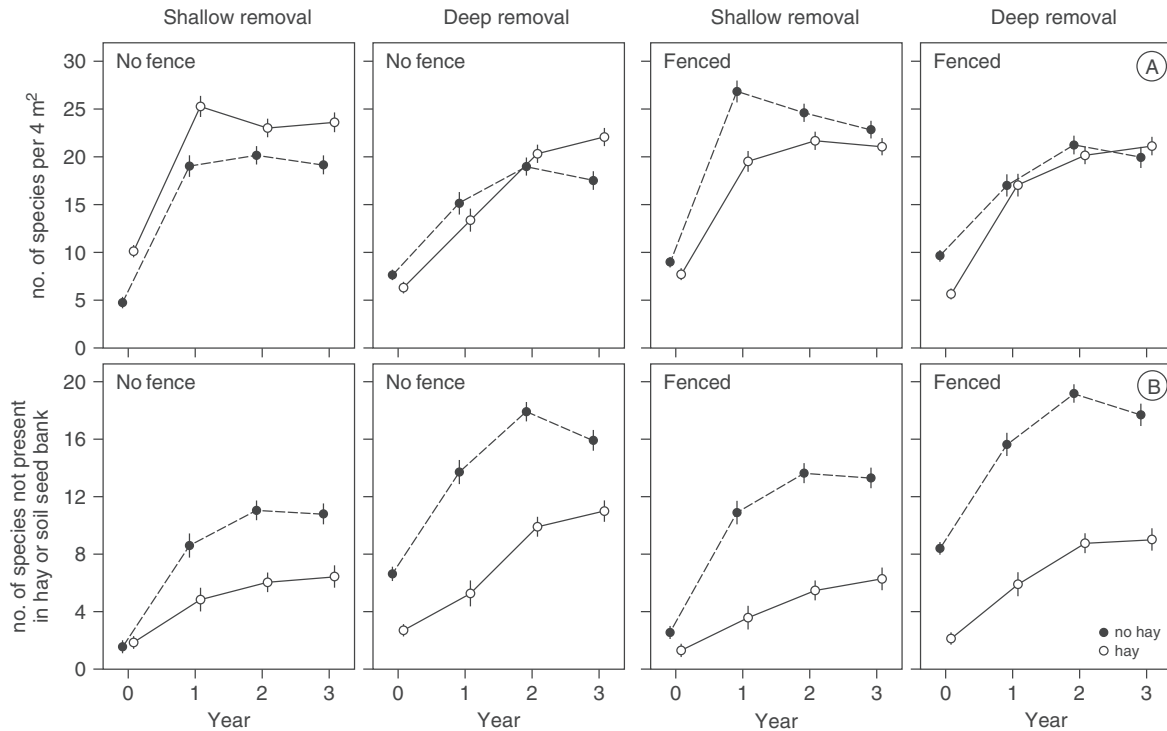 Shallow removal Deep removal Shallow removal Deep removal
No fence No fence Fenced Fenced A
30
25
20
15
10
5
0
no. of species per 4 m²
No fence No fence Fenced Fenced B
20
16
12
8
4
0
no. of species not present
in hay or soil seed bank
no hay
hay
0 1 2 3 0 1 2 3 0 1 2 3 0 1 2 3
Year Year Year Year